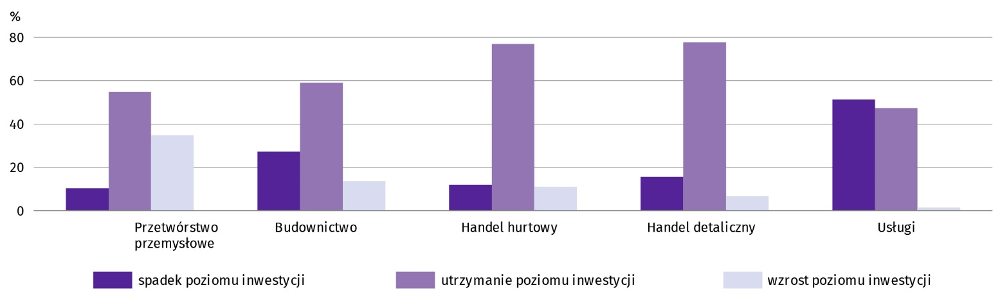 %
80
60
40
20
0
Przetwórstwo
przemysłowe
Budownictwo
Handel hurtowy
Handel detaliczny
Usługi
spadek poziomu inwestycji
utrzymanie poziomu inwestycji
wzrost poziomu inwestycji